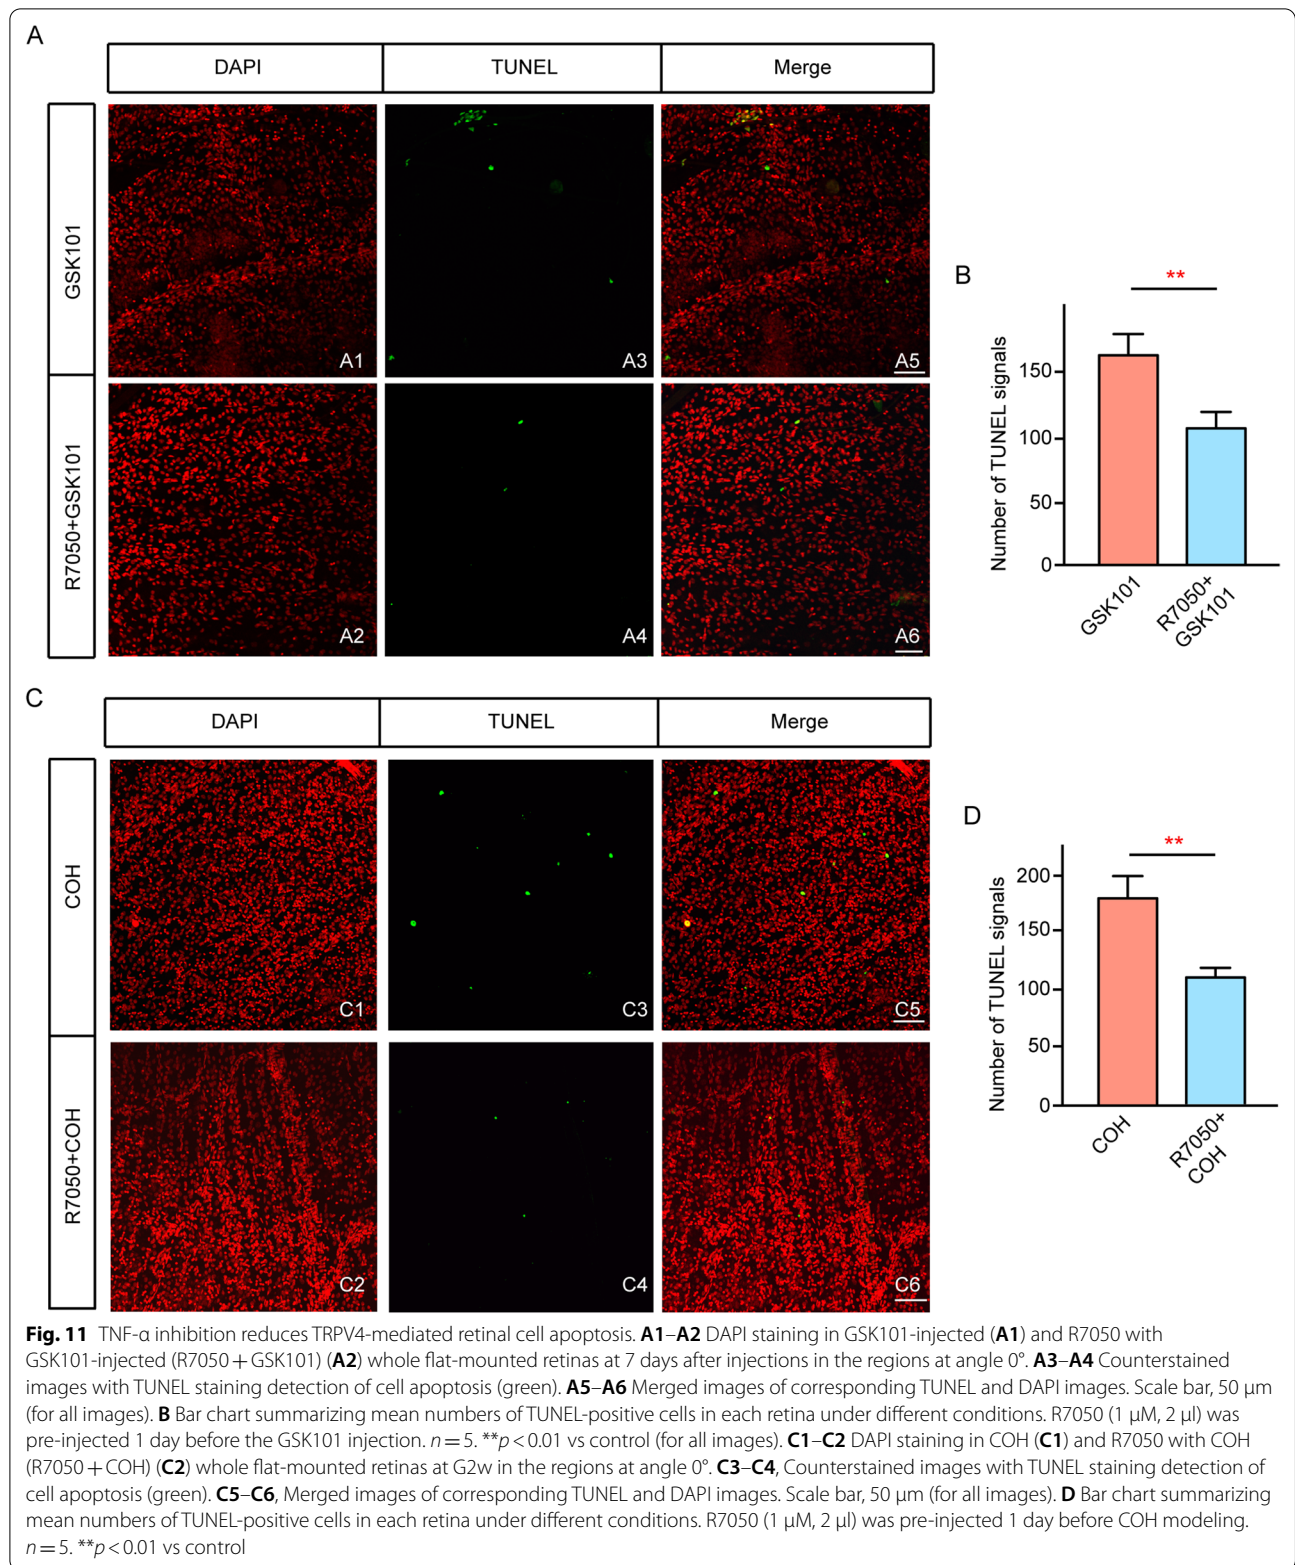 A
DAPI TUNEL Merge
GSK101
A1 A3 A5
R7050+GSK101
A2 A4 A6
B
**
Number of TUNEL signals
150
100
50
0
GSK101
R7050+
GSK101
C
DAPI TUNEL Merge
COH
C1 C3 C5
R7050+COH
C2 C4 C6
D
**
Number of TUNEL signals
200
150
100
50
0
COH
R7050+
COH
Fig. 11 TNF-α inhibition reduces TRPV4-mediated retinal cell apoptosis. A1–A2 DAPI staining in GSK101-injected (A1) and R7050 with
GSK101-injected (R7050 + GSK101) (A2) whole flat-mounted retinas at 7 days after injections in the regions at angle 0°. A3–A4 Counterstained
images with TUNEL staining detection of cell apoptosis (green). A5–A6 Merged images of corresponding TUNEL and DAPI images. Scale bar, 50 μm
(for all images). B Bar chart summarizing mean numbers of TUNEL-positive cells in each retina under different conditions. R7050 (1 μM, 2 μl) was
pre-injected 1 day before the GSK101 injection. n = 5. **p < 0.01 vs control (for all images). C1–C2 DAPI staining in COH (C1) and R7050 with COH
(R7050 + COH) (C2) whole flat-mounted retinas at G2w in the regions at angle 0°. C3–C4, Counterstained images with TUNEL staining detection of
cell apoptosis (green). C5–C6, Merged images of corresponding TUNEL and DAPI images. Scale bar, 50 μm (for all images). D Bar chart summarizing
mean numbers of TUNEL-positive cells in each retina under different conditions. R7050 (1 μM, 2 μl) was pre-injected 1 day before COH modeling.
n = 5. **p < 0.01 vs control